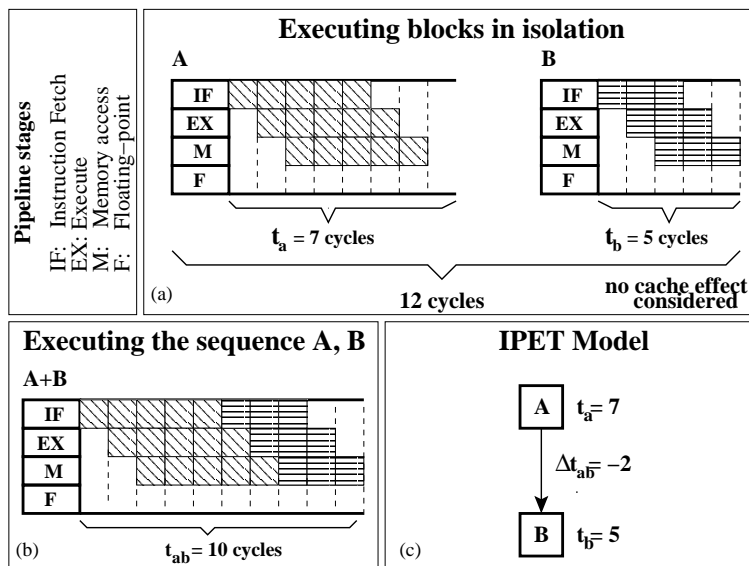 Pipeline stages
IF: Instruction Fetch
EX: Execute
M: Memory access
F: Floating-point
Executing blocks in isolation
A
IF
EX
M
F
t_a = 7 cycles
B
IF
EX
M
F
t_b = 5 cycles
(a)
12 cycles
no cache effect
considered
Executing the sequence A, B
A+B
IF
EX
M
F
(b)
t_ab = 10 cycles
IPET Model
A
t_a = 7
Δt_ab = -2
B
t_b = 5
(c)